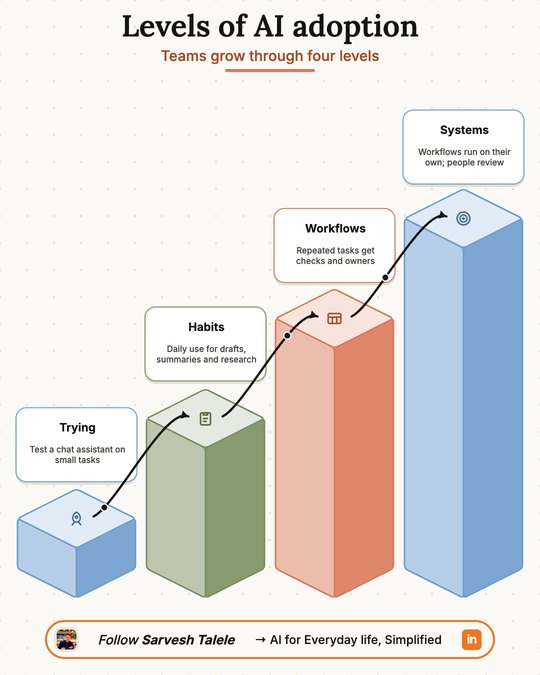 Levels of AI adoption
Teams grow through four levels
Systems
Workflows run on their
own; people review
Workflows
Repeated tasks get
checks and owners
Habits
Daily use for drafts,
summaries and research
Trying
Test a chat assistant on
small tasks
Follow Sarvesh Talele → AI for Everyday life, Simplified in